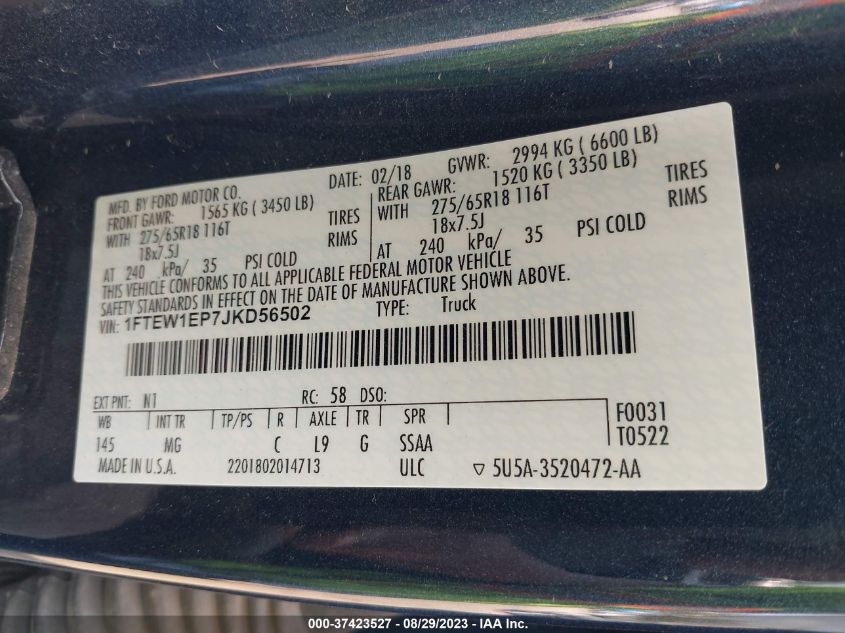 MFD. BY FORD MOTOR CO. DATE: 02/18 GVWR: 2994 KG ( 6600 LB)
FRONT GAWR: 1565 KG ( 3450 LB) REAR GAWR: 1520 KG ( 3350 LB)
WITH 275/65R18 116T TIRES WITH 275/65R18 116T TIRES
18x7.5J RIMS 18x7.5J RIMS
AT 240 kPa/ 35 PSI COLD AT 240 kPa/ 35 PSI COLD
THIS VEHICLE CONFORMS TO ALL APPLICABLE FEDERAL MOTOR VEHICLE
SAFETY STANDARDS IN EFFECT ON THE DATE OF MANUFACTURE SHOWN ABOVE.
VIN: 1FTEW1EP7JKD56502 TYPE: Truck
EXT PNT: N1 RC: 58 DSO:
WB INT TR TP/PS R AXLE TR SPR F0031
145 MG C L9 G SSAA T0522
MADE IN U.S.A. 2201802014713 ULC ▽ 5U5A-3520472-AA
000-37423527 - 08/29/2023 - IAA Inc.